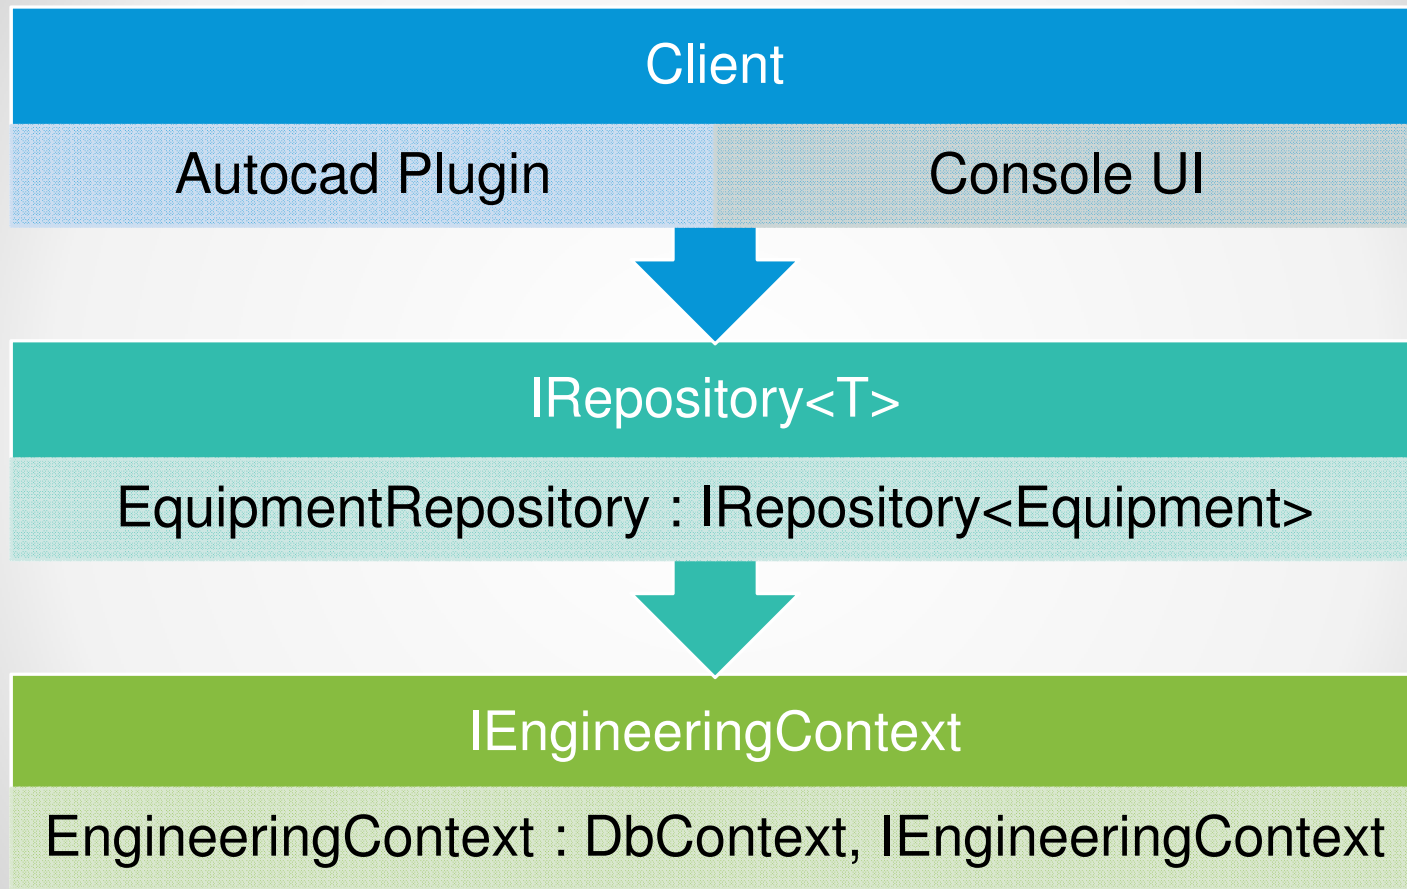 Client
Autocad Plugin
Console UI
IRepository<T>
EquipmentRepository : IRepository<Equipment>
IEngineeringContext
EngineeringContext : DbContext, IEngineeringContext